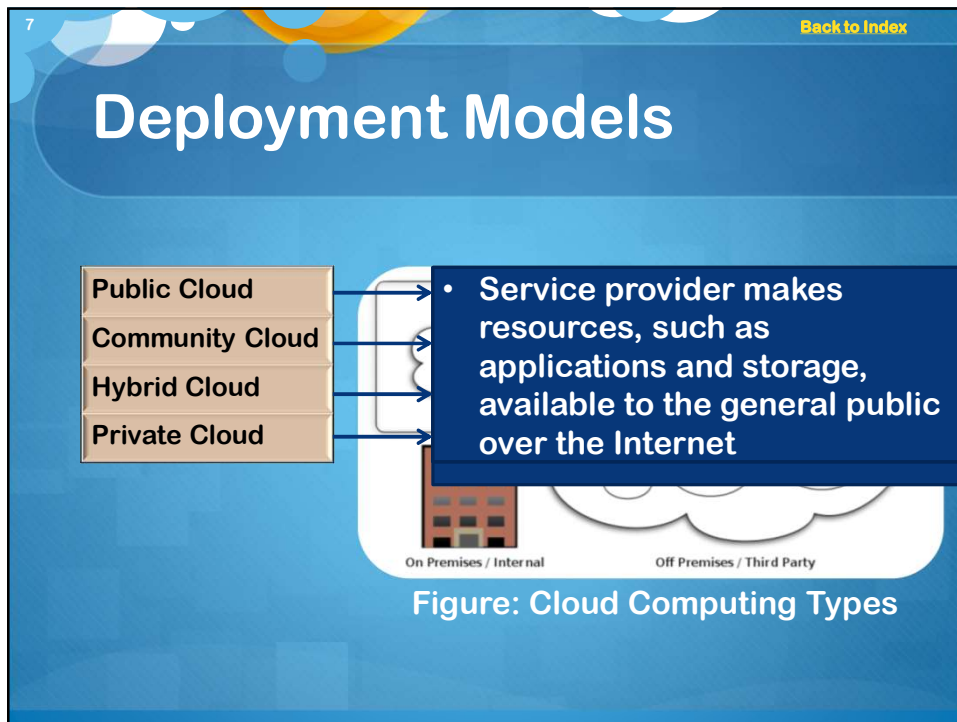 7
Back to Index
Deployment Models
Public Cloud
Community Cloud
Hybrid Cloud
Private Cloud
• Service provider makes
resources, such as
applications and storage,
available to the general public
over the Internet
On Premises / Internal
Off Premises / Third Party
Figure: Cloud Computing Types